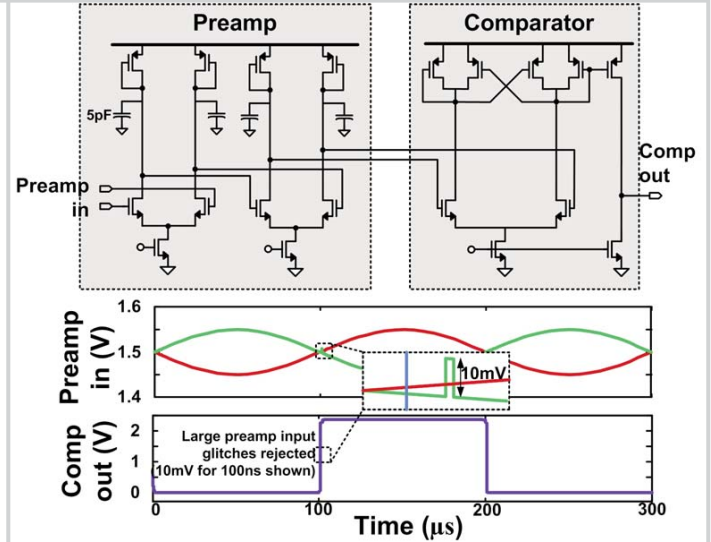 Preamp
Comparator
5pF
Preamp
in
Comp
out
1.6
1.5
1.4
Preamp
in (V)
10mV
2
1
0
Comp
out (V)
Large preamp input
glitches rejected
(10mV for 100ns shown)
0
100
200
300
Time (µs)